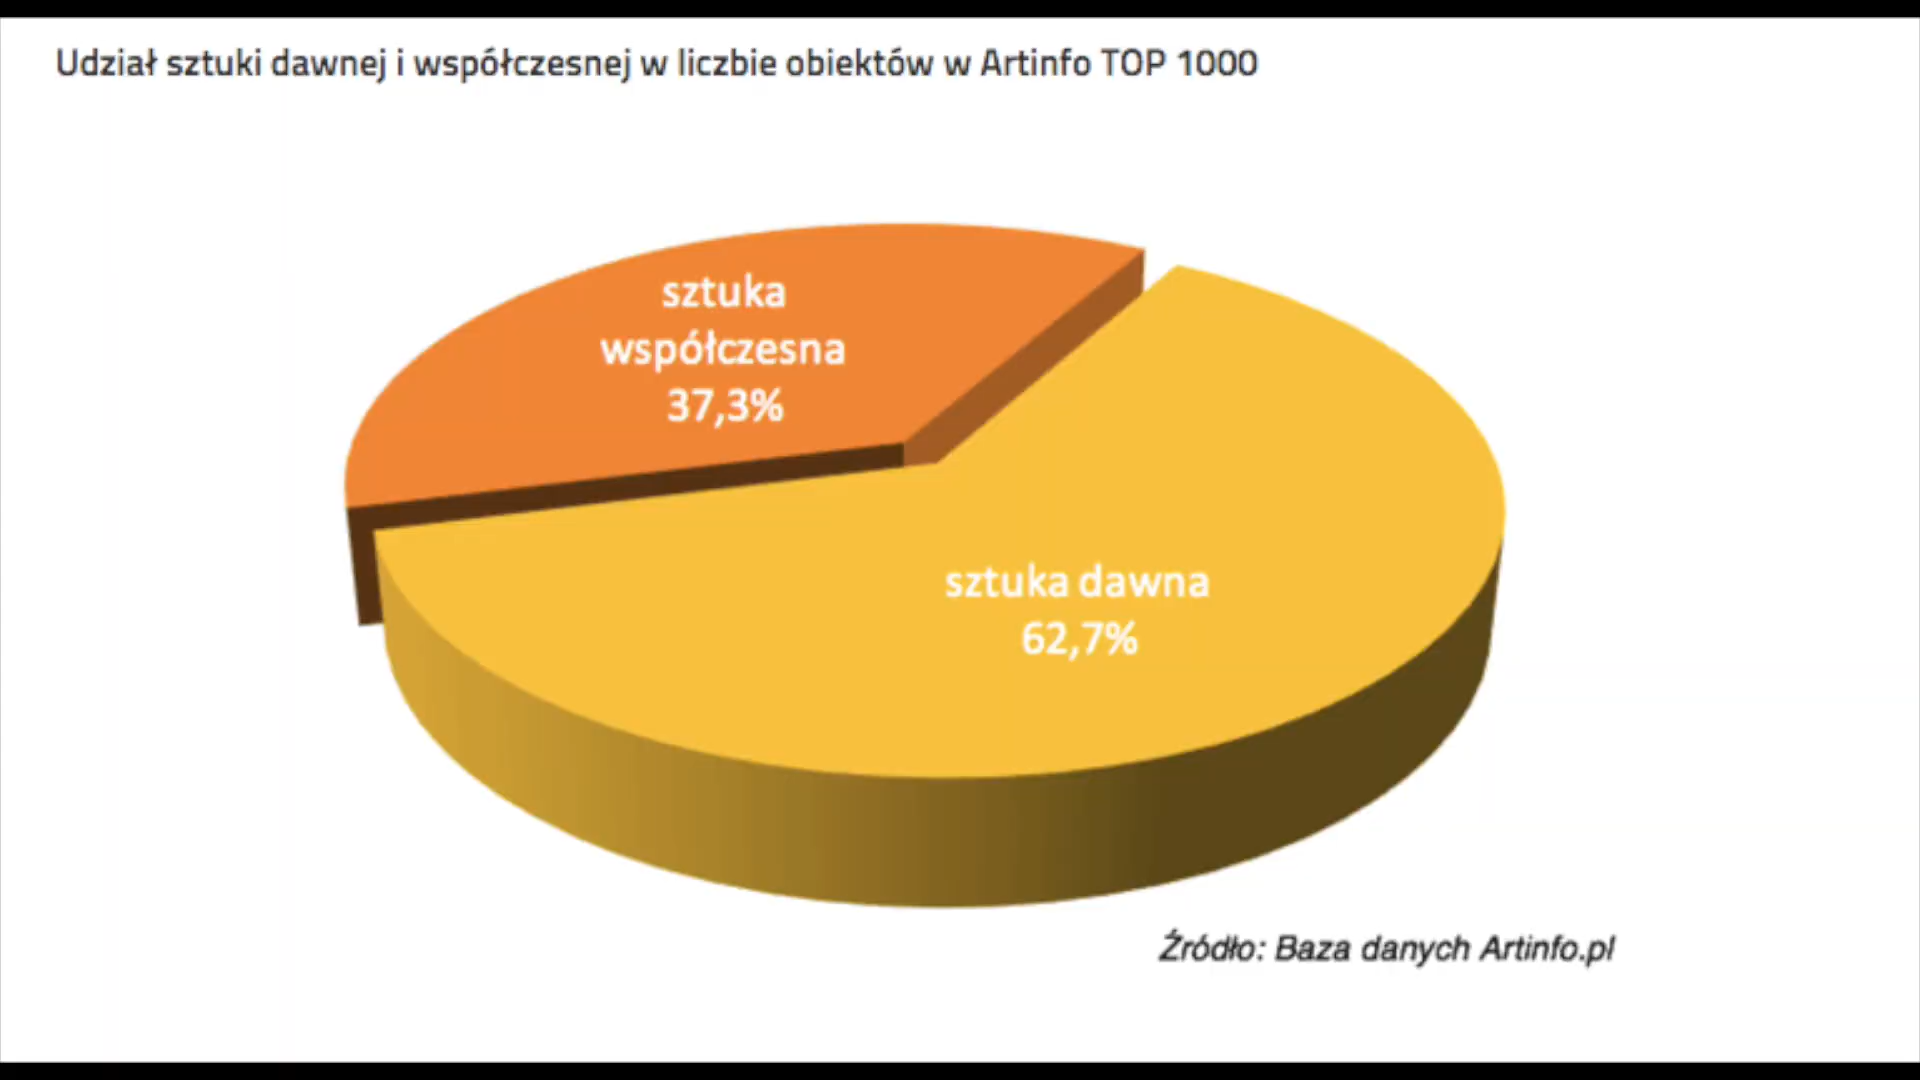 Udział sztuki dawnej i współczesnej w liczbie obiektów w Artinfo TOP 1000
sztuka
współczesna
37,3%
sztuka dawna
62,7%
Źródło: Baza danych Artinfo.pl